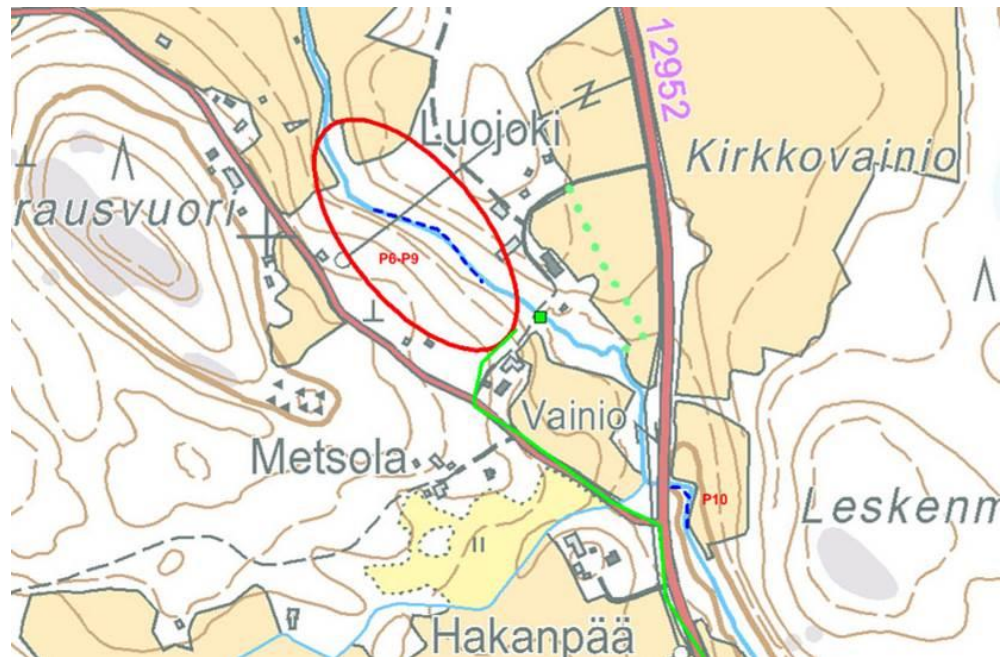 12952
Luojoki
Kirkkovainio
rausvuori
P6-P9
Vainio
Metsola
P10
Leskenm
Hakanpää